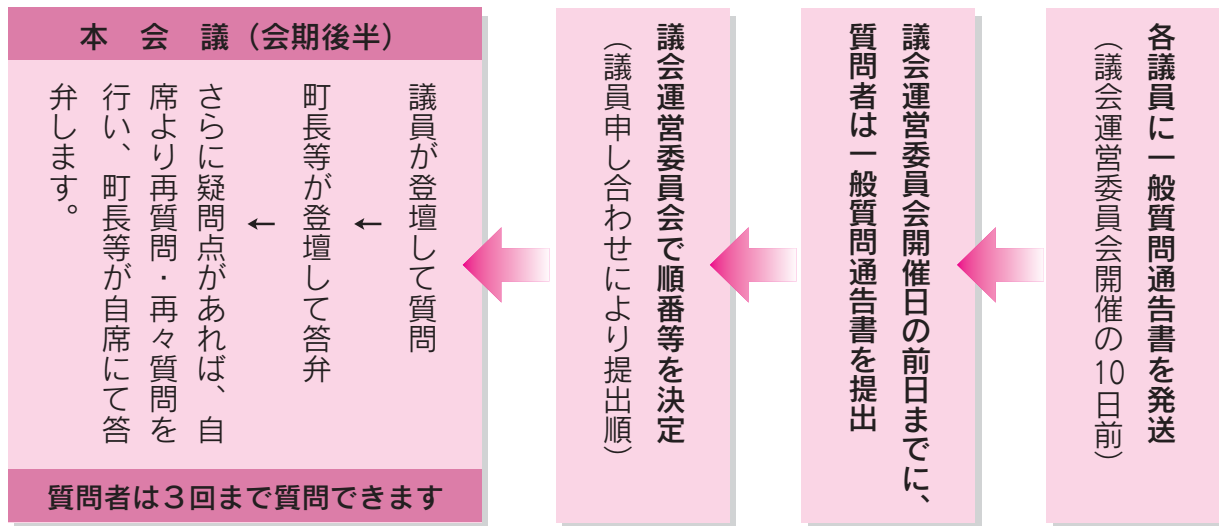 各議員に一般質問通告書を発送
（議会運営委員会開催の10日前）
議会運営委員会開催日の前日までに、
質問者は一般質問通告書を提出
議会運営委員会で順番等を決定
（議員申し合わせにより提出順）
本会議（会期後半）
議員が登壇して質問
町長等が登壇して答弁
さらに疑問点があれば、自
席より再質問・再々質問を
行い、町長等が自席にて答
弁します。
質問者は３回まで質問できます